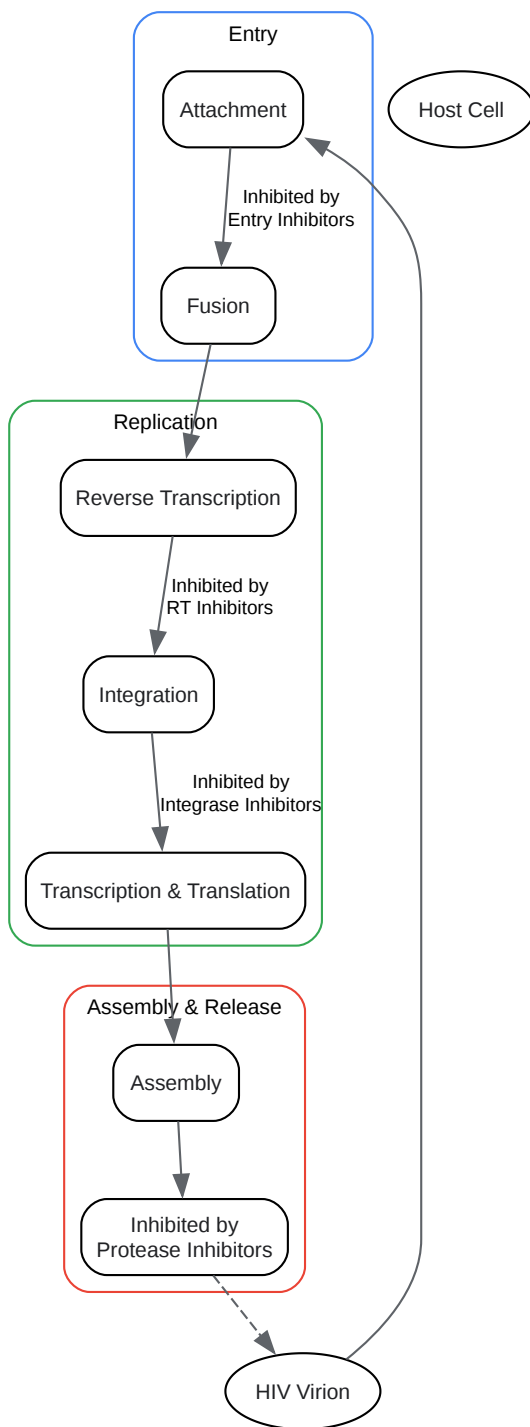 Entry
Attachment
Host Cell
Inhibited by
Entry Inhibitors
Fusion
Replication
Reverse Transcription
Inhibited by
RT Inhibitors
Integration
Inhibited by
Integrase Inhibitors
Transcription & Translation
Assembly & Release
Assembly
Inhibited by
Protease Inhibitors
HIV Virion